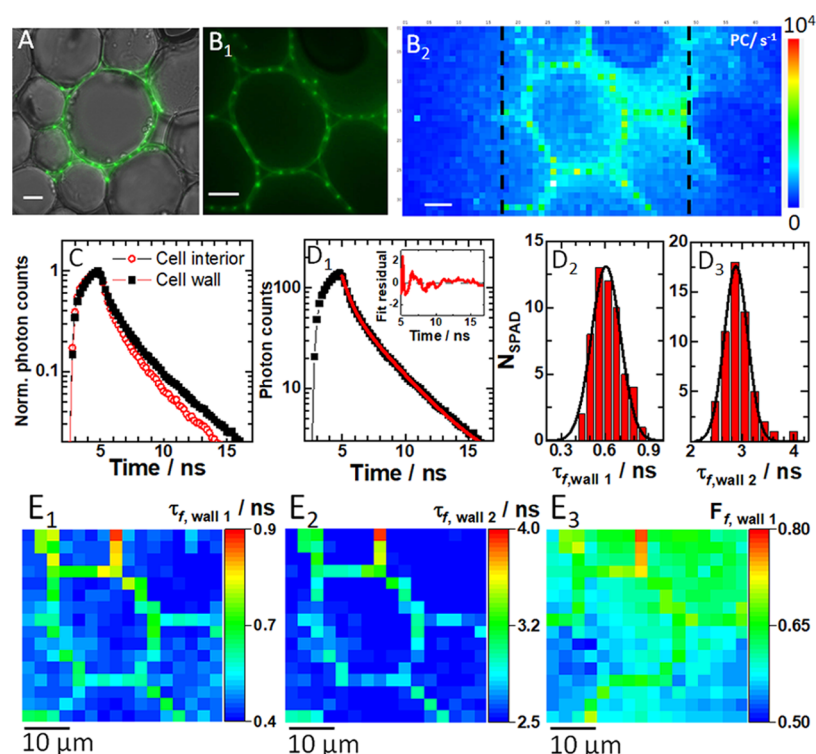 A
B1
B2
PC/ s-1
10^4
0
C
Cell interior
Cell wall
Norm. photon counts
1
0.1
5
10
15
Time / ns
D1
Photon counts
100
10
5
10
15
Time / ns
Fit residual
2
0
-2
5
10
15
Time / ns
D2
NSPAD
15
10
5
0
0.3
0.6
0.9
τf,wall 1 / ns
D3
20
15
10
5
0
2
3
4
τf,wall 2 / ns
E1
τf, wall 1 / ns
0.9
0.7
0.4
10 μm
E2
τf, wall 2 / ns
4.0
3.2
2.5
10 μm
E3
Ff, wall 1
0.80
0.65
0.50
10 μm